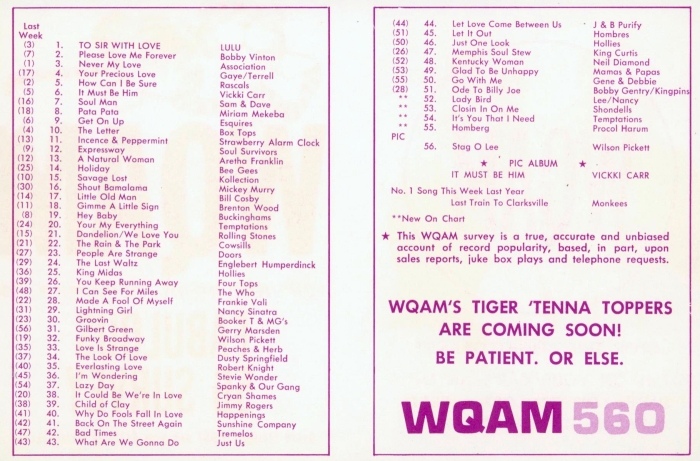 Last
Week
(3) 1. TO SIR WITH LOVE LULU
(7) 2. Please Love Me Forever Bobby Vinton
(1) 3. Never My Love Association
(17) 4. Your Precious Love Gaye/Terrell
(2) 5. How Can I Be Sure Rascals
(5) 6. It Must Be Him Vicki Carr
(16) 7. Soul Man Sam & Dave
(18) 8. Pata Pata Miriam Mekeba
(6) 9. Get On Up Esquires
(4) 10. The Letter Box Tops
(13) 11. Incence & Peppermint Strawberry Alarm Clock
(9) 12. Expressway Soul Survivors
(12) 13. A Natural Woman Aretha Franklin
(25) 14. Holiday Bee Gees
(10) 15. Savage Lost Kollection
(30) 16. Shout Bamalama Mickey Murry
(14) 17. Little Old Man Bill Cosby
(11) 18. Gimme A Little Sign Brenton Wood
(8) 19. Hey Baby Buckinghams
(24) 20. Your My Everything Temptations
(15) 21. Dandelion/We Love You Rolling Stones
(21) 22. The Rain & The Park Cowsills
(27) 23. People Are Strange Doors
(29) 24. The Last Waltz Englebert Humperdinck
(36) 25. King Midas Hollies
(39) 26. You Keep Running Away Four Tops
(48) 27. I Can See For Miles The Who
(22) 28. Made A Fool Of Myself Frankie Vali
(31) 29. Lightning Girl Nancy Sinatra
(23) 30. Groovin Booker T & MG's
(56) 31. Gilbert Green Gerry Marsden
(19) 32. Funky Broadway Wilson Pickett
(35) 33. Love Is Strange Peaches & Herb
(37) 34. The Look Of Love Dusty Springfield
(40) 35. Everlasting Love Robert Knight
(45) 36. I'm Wondering Stevie Wonder
(54) 37. Lazy Day Spanky & Our Gang
(20) 38. It Could Be We're In Love Cryan Shames
(38) 39. Child of Clay Jimmy Rogers
(41) 40. Why Do Fools Fall In Love Happenings
(42) 41. Back On The Street Again Sunshine Company
(47) 42. Bad Times Tremelos
(43) 43. What Are We Gonna Do Just Us
(44) 44. Let Love Come Between Us J & B Purify
(51) 45. Let It Out Hombres
(50) 46. Just One Look Hollies
(26) 47. Memphis Soul Stew King Curtis
(52) 48. Kentucky Woman Neil Diamond
(53) 49. Glad To Be Unhappy Mamas & Papas
(55) 50. Go With Me Gene & Debbie
(28) 51. Ode To Billy Joe Bobby Gentry/Kingpins
** 52. Lady Bird Lee/Nancy
** 53. Closin In On Me Shondells
** 54. It's You That I Need Temptations
** 55. Homberg Procol Harum
PIC
56. Stag O Lee Wilson Pickett
★ PIC ALBUM ★
IT MUST BE HIM VICKKI CARR
No. 1 Song This Week Last Year
Last Train To Clarksville Monkees
**New On Chart
★ This WQAM survey is a true, accurate and unbiased
account of record popularity, based, in part, upon
sales reports, juke box plays and telephone requests.
WQAM'S TIGER 'TENNA TOPPERS
ARE COMING SOON!
BE PATIENT. OR ELSE.
WQAM 560